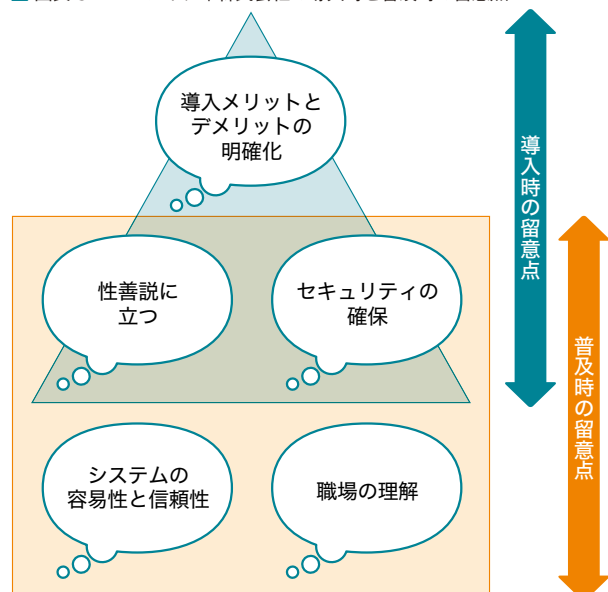 導入メリットと
デメリットの
明確化
導入時の留意点
性善説に
立つ
セキュリティの
確保
普及時の留意点
システムの
容易性と信頼性
職場の理解